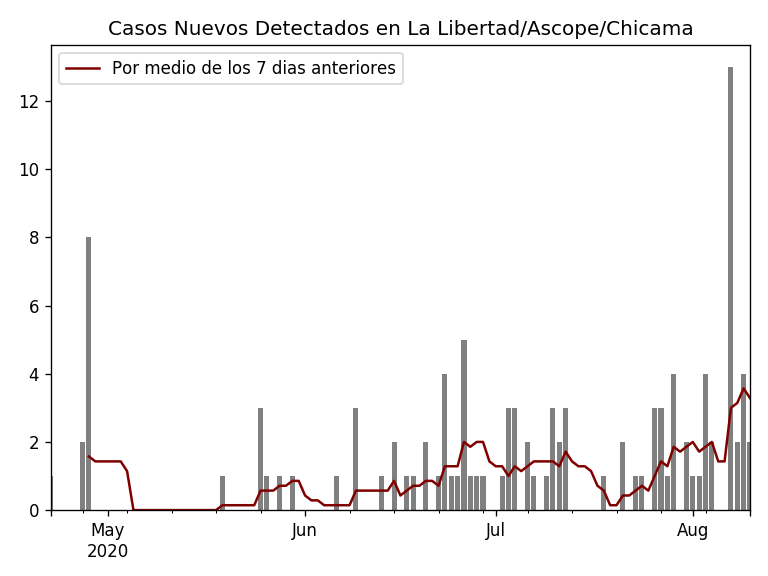 Casos Nuevos Detectados en La Libertad/Ascope/Chicama
Por medio de los 7 dias anteriores
12
10
8
6
4
2
0
May
2020
Jun
Jul
Aug